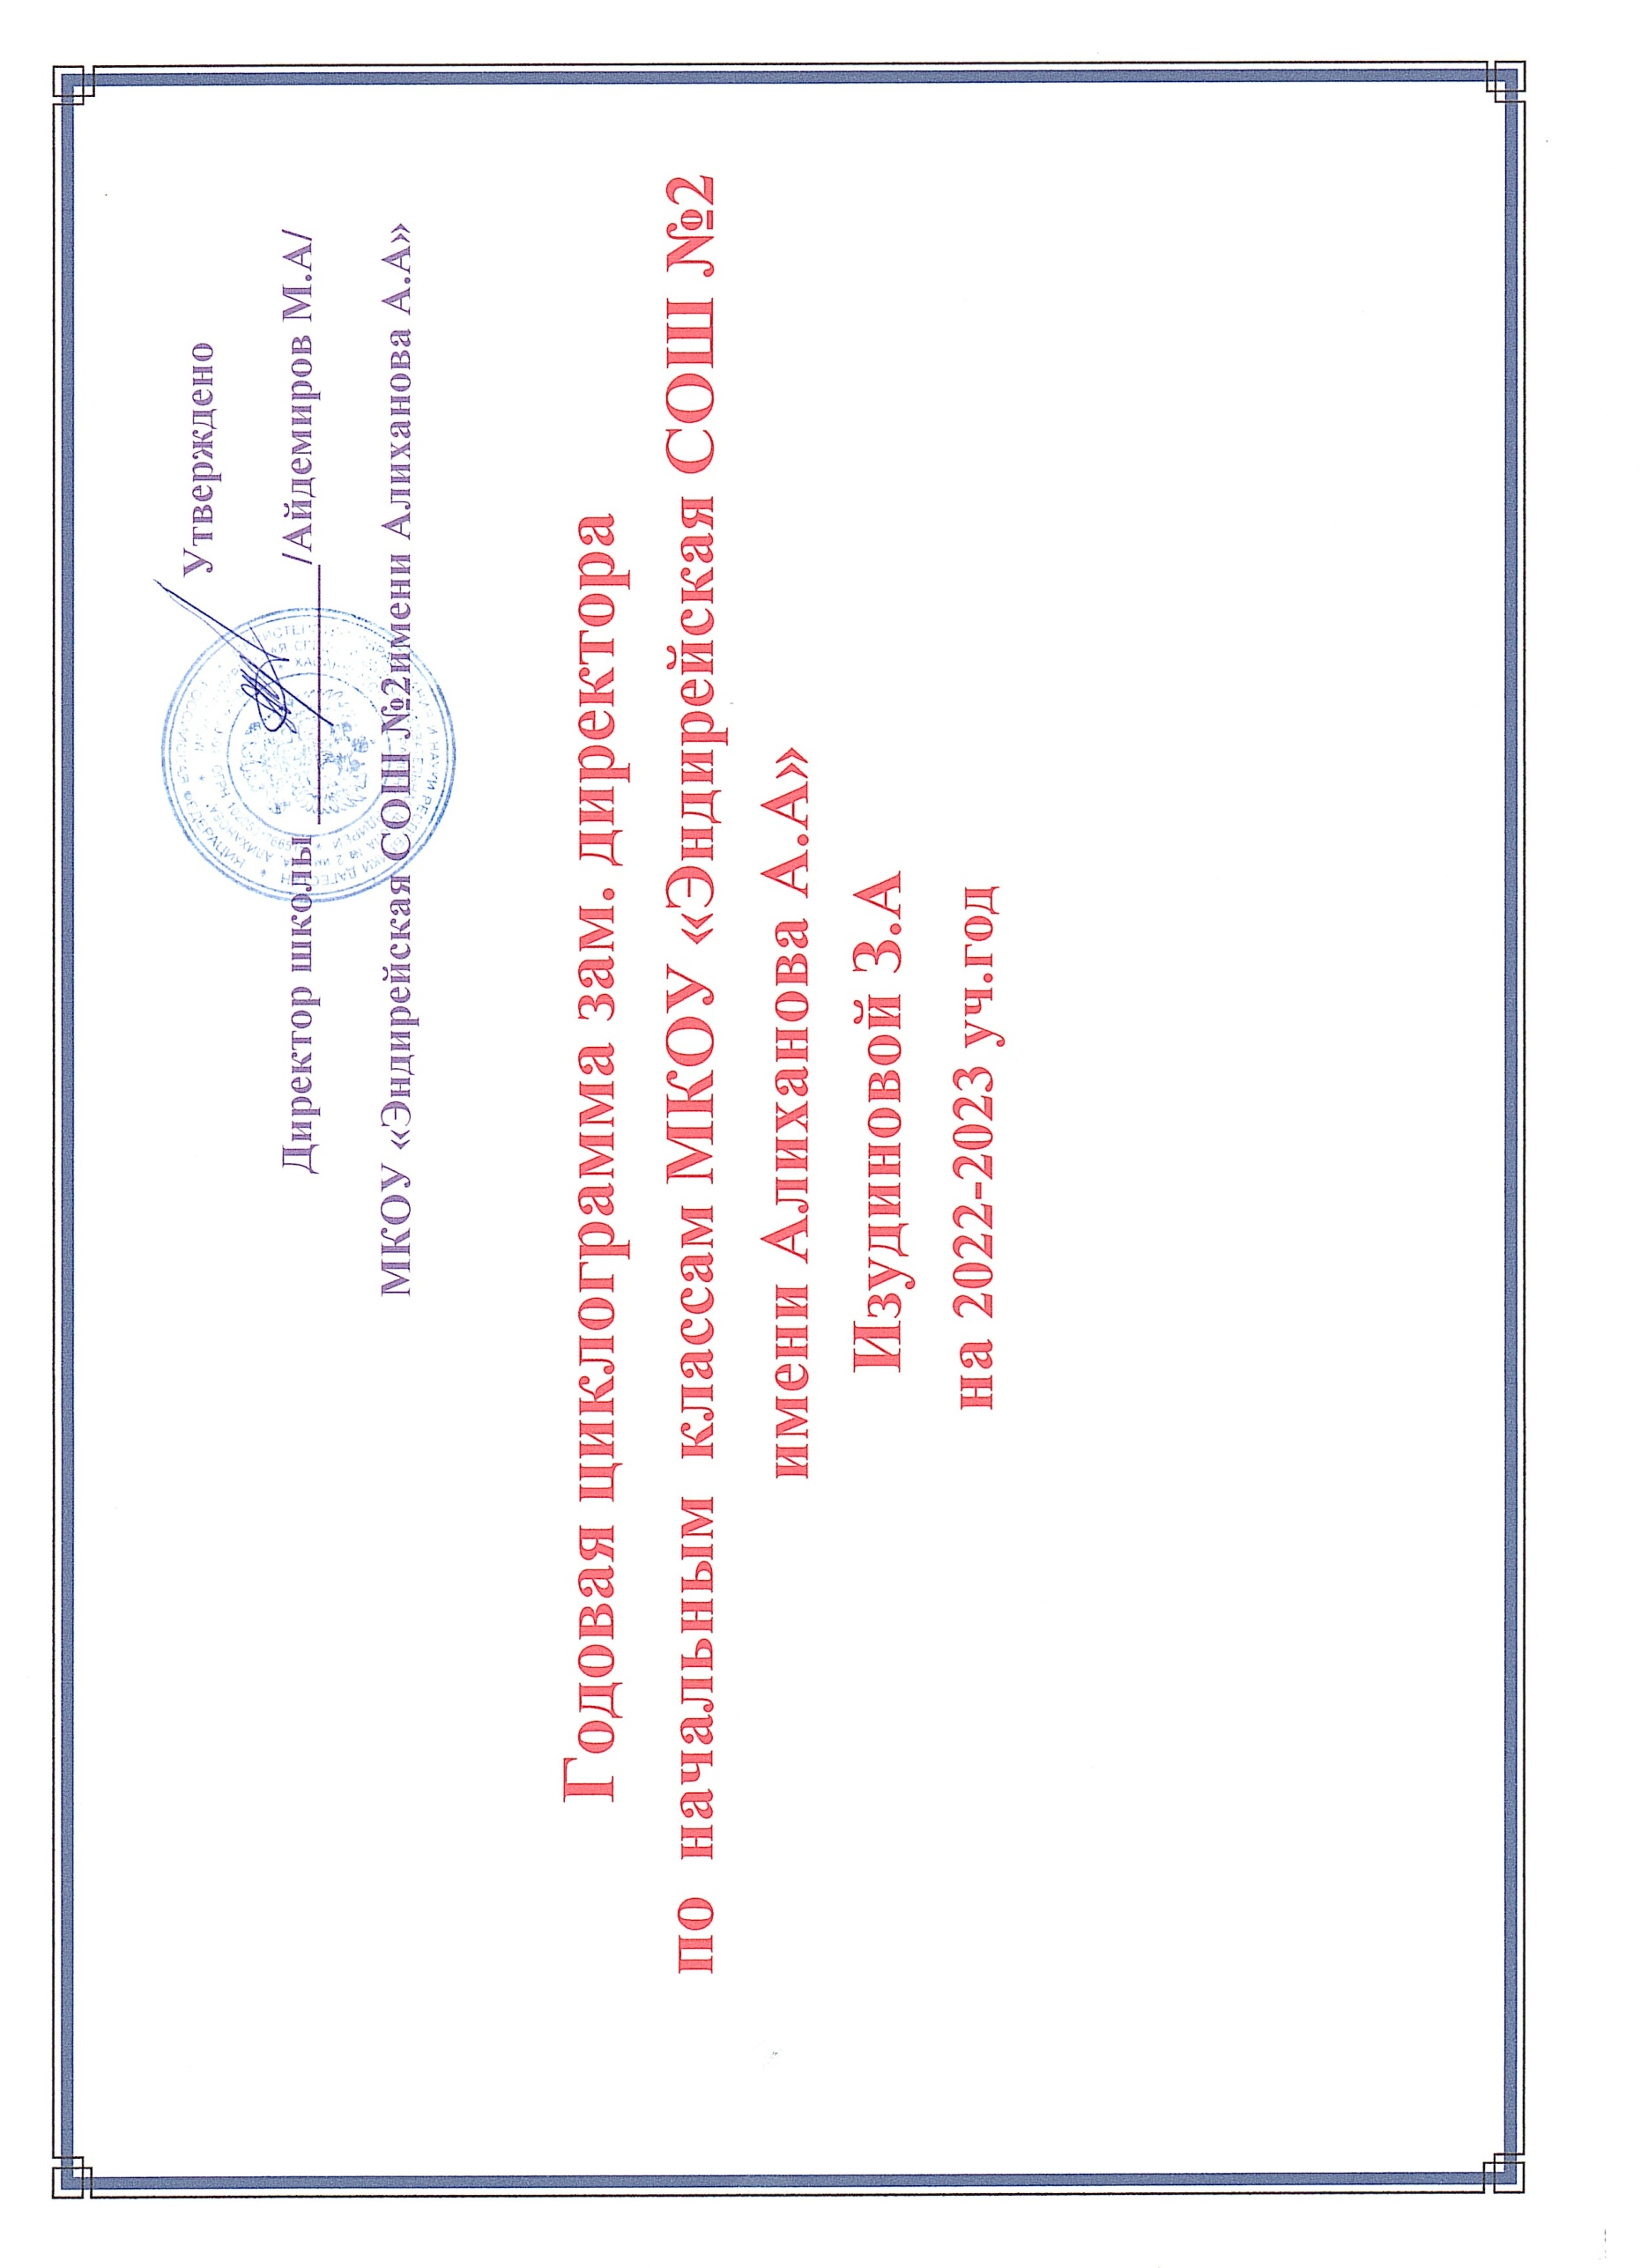 Утверждено
Директор школы ____________ /Айдемиров М.А/
МКОУ «Эндирейская СОШ №2имени Алиханова А.А»
Годовая циклограмма зам. директора
по начальным классам МКОУ «Эндирейская СОШ №2
имени Алиханова А.А»
Изудиновой З.А
на 2022-2023 уч.год